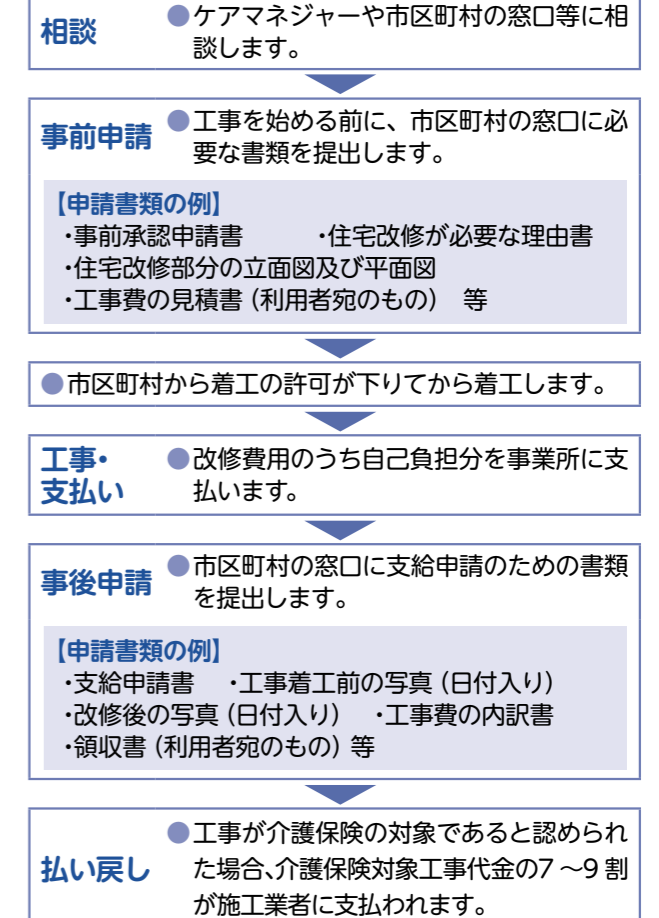 相談
●ケアマネジャーや市区町村の窓口等に相
談します。
事前申請
●工事を始める前に、市区町村の窓口に必
要な書類を提出します。
【申請書類の例】
・事前承認申請書　　・住宅改修が必要な理由書
・住宅改修部分の立面図及び平面図
・工事費の見積書（利用者宛のもの）　等
●市区町村から着工の許可が下りてから着工します。
工事・
支払い
●改修費用のうち自己負担分を事業所に支
払います。
事後申請
●市区町村の窓口に支給申請のための書類
を提出します。
【申請書類の例】
・支給申請書　・工事着工前の写真（日付入り）
・改修後の写真（日付入り）　・工事費の内訳書
・領収書（利用者宛のもの）等
払い戻し
●工事が介護保険の対象であると認められ
た場合、介護保険対象工事代金の7～9割
が施工業者に支払われます。